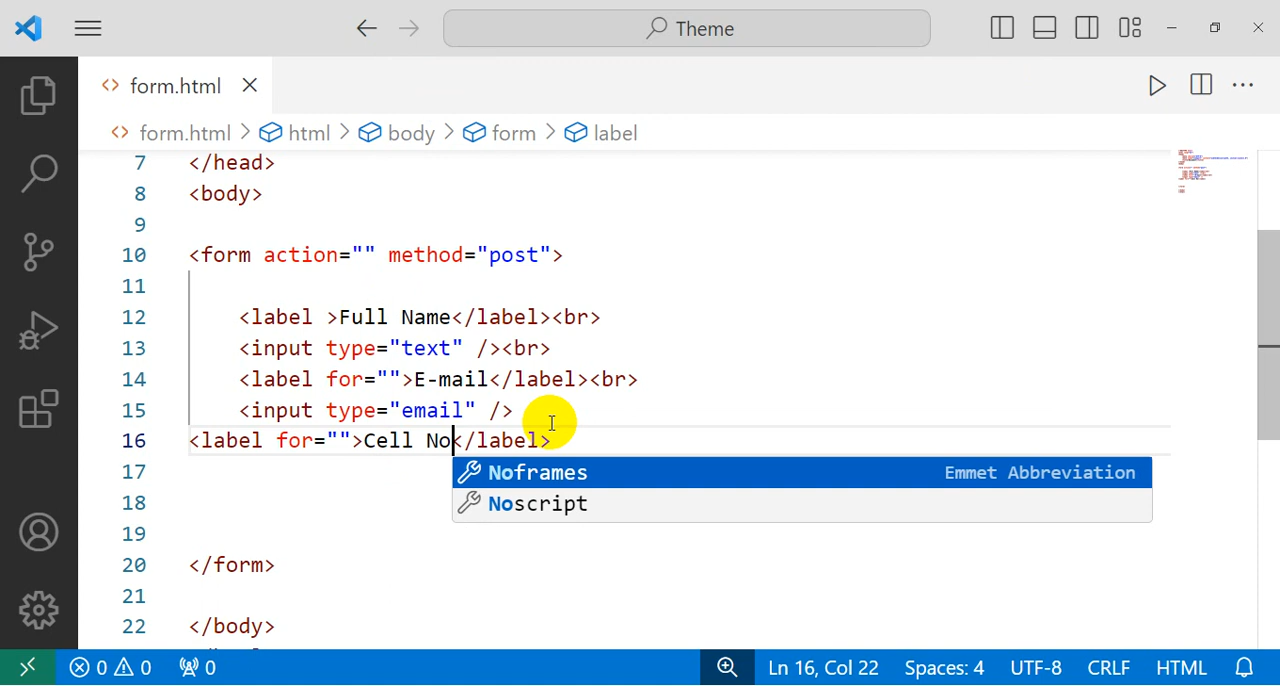 Theme
form.html
form.html > html > body > form > label
7 </head>
8 <body>
9
10 <form action="" method="post">
11
12 <label >Full Name</label><br>
13 <input type="text" /><br>
14 <label for="">E-mail</label><br>
15 <input type="email" />
16 <label for="">Cell No</label>
Noframes Emmet Abbreviation
17
Noscript
18
19
20 </form>
21
22 </body>
0 0 0 Ln 16, Col 22 Spaces: 4 UTF-8 CRLF HTML